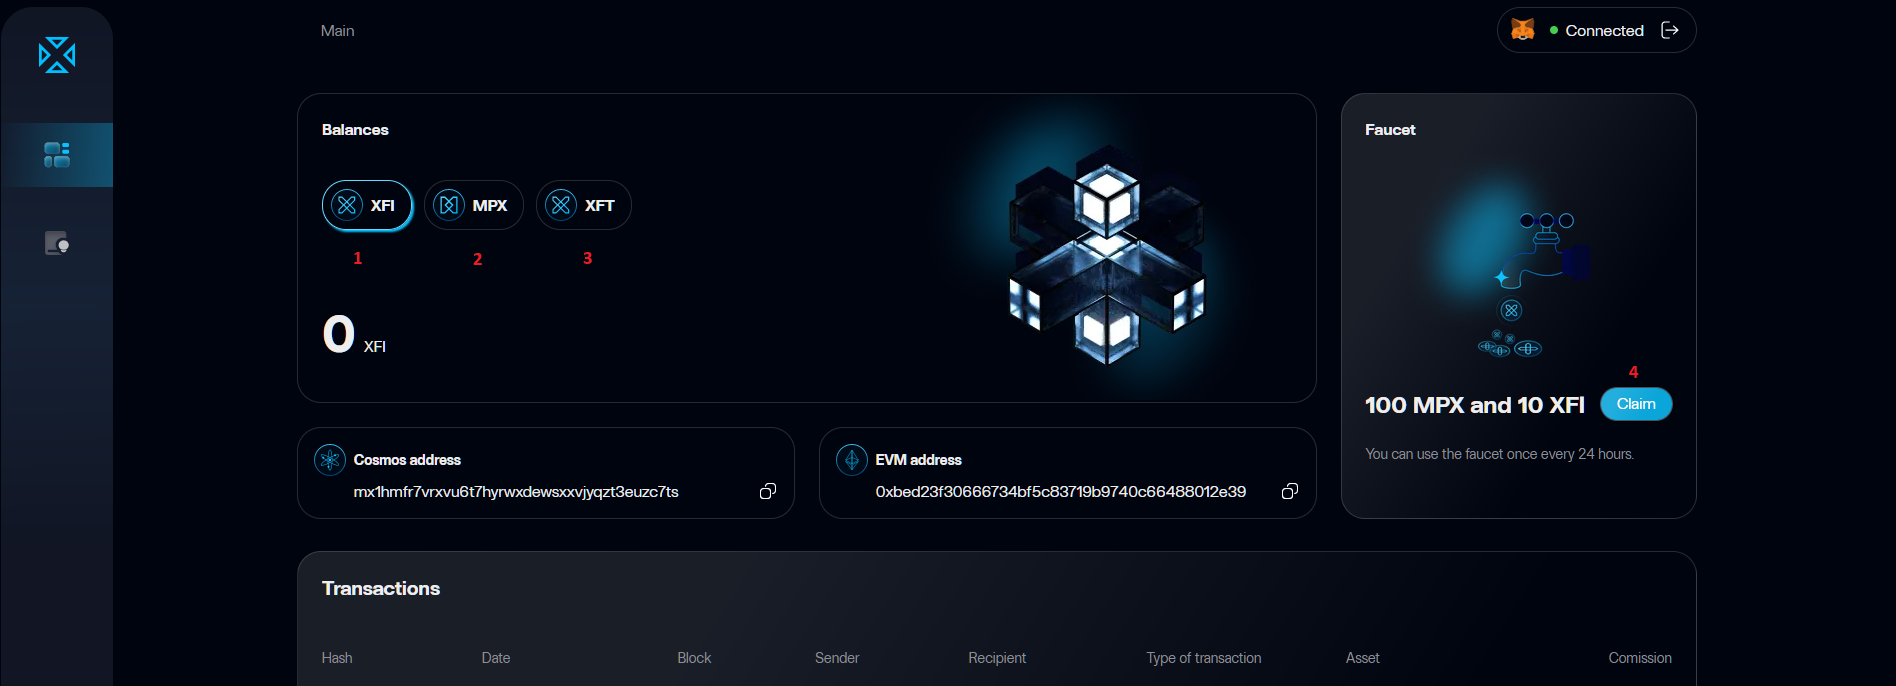 Main
Connected
Balances
XFI
MPX
XFT
1
2
3
0 XFI
Faucet
4
100 MPX and 10 XFI
Claim
You can use the faucet once every 24 hours.
Cosmos address
mx1hmfr7vrxvu6t7hyrwxdewsxxvjyqzt3euzc7ts
EVM address
0xbed23f30666734bf5c83719b9740c66488012e39
Transactions
Hash Date Block Sender Recipient Type of transaction Asset Comission